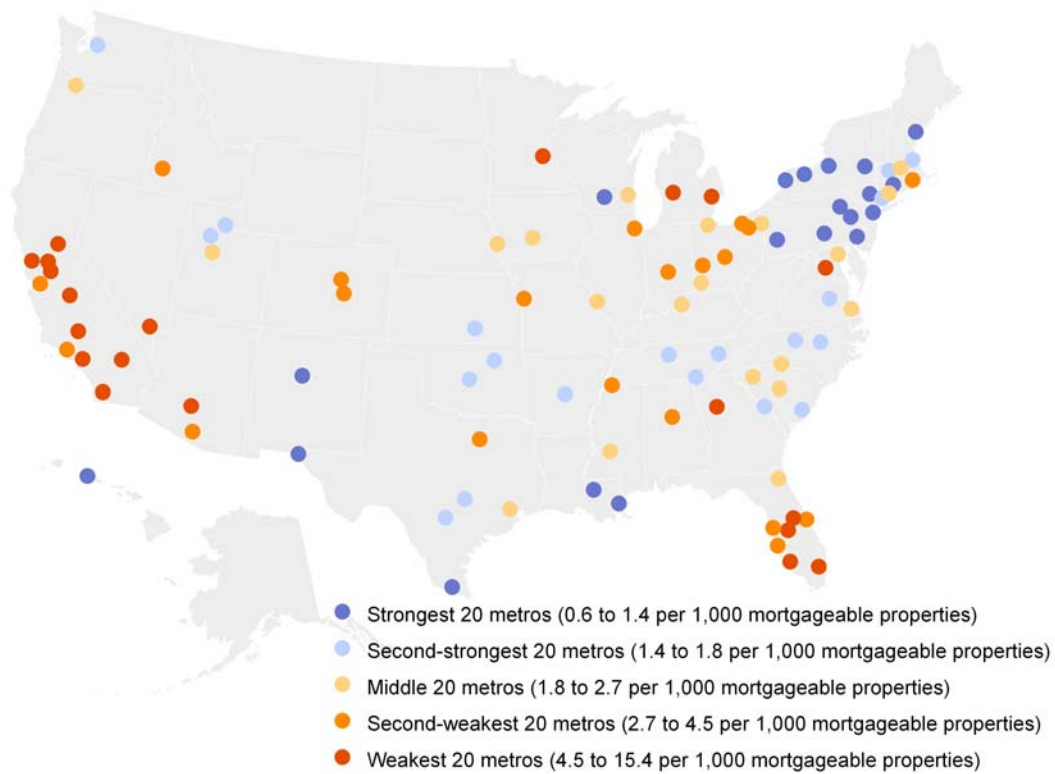 Strongest 20 metros (0.6 to 1.4 per 1,000 mortgageable properties)
Second-strongest 20 metros (1.4 to 1.8 per 1,000 mortgageable properties)
Middle 20 metros (1.8 to 2.7 per 1,000 mortgageable properties)
Second-weakest 20 metros (2.7 to 4.5 per 1,000 mortgageable properties)
Weakest 20 metros (4.5 to 15.4 per 1,000 mortgageable properties)